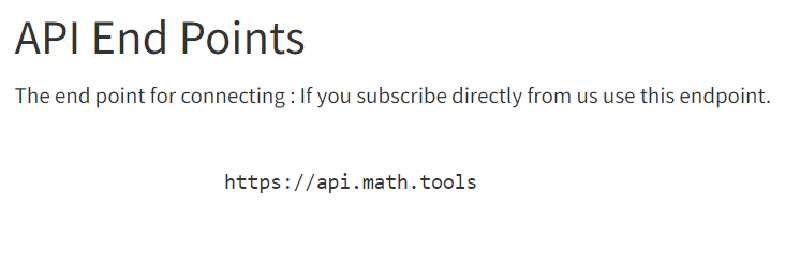 API End Points
The end point for connecting : If you subscribe directly from us use this endpoint.
https://api.math.tools